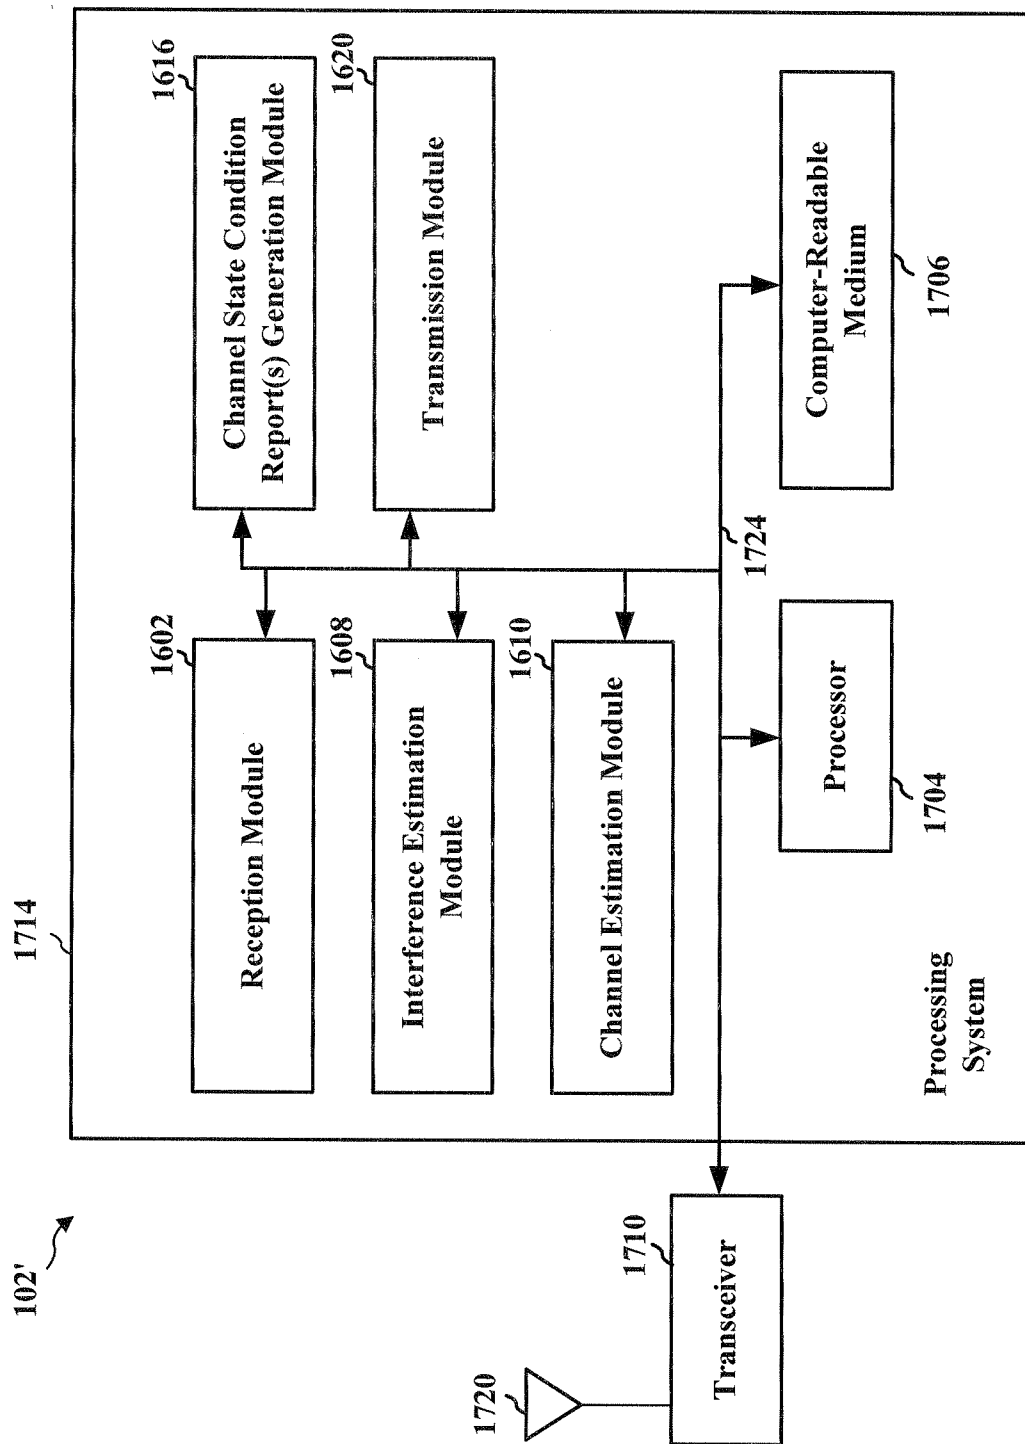 102'
1714
1602
Reception Module
1616
Channel State Condition
Report(s) Generation Module
1608
Interference Estimation
Module
1620
Transmission Module
1610
Channel Estimation Module
1720
1710
Transceiver
1724
Processor
1704
Computer-Readable
Medium
1706
Processing
System